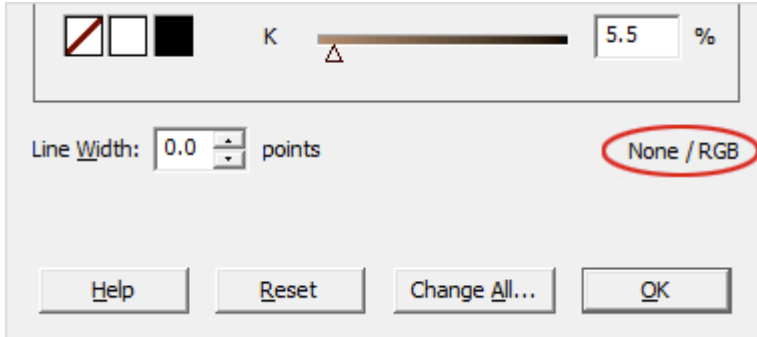 K 5.5 %
Line Width: 0.0 points None / RGB
Help Reset Change All... OK